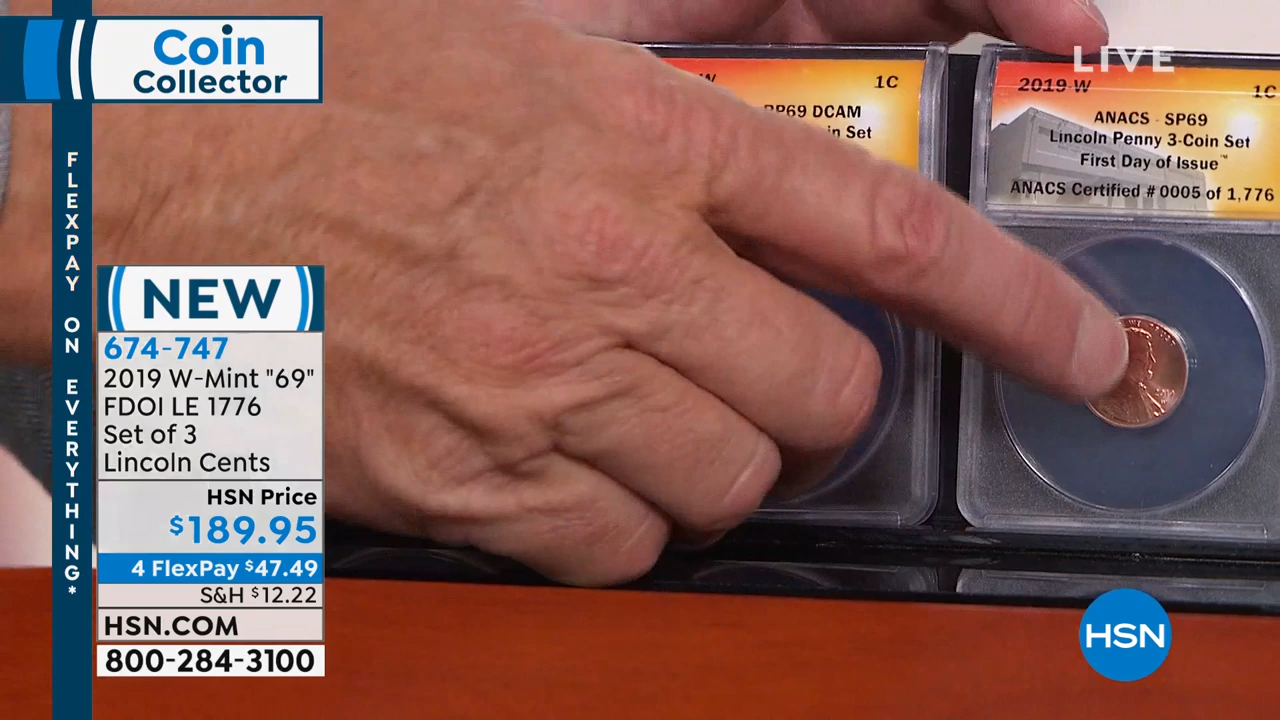 Coin
Collector
LIVE
FLEXPAY ON EVERYTHING*
NEW
674-747
2019 W-Mint "69"
FDOI LE 1776
Set of 3
Lincoln Cents
HSN Price
$189.95
4 FlexPay $47.49
S&H $12.22
HSN.COM
800-284-3100
W 1C
69 DCAM
in Set
2019-W 1C
ANACS - SP69
Lincoln Penny 3-Coin Set
First Day of Issue™
ANACS Certified # 0005 of 1,776
HSN